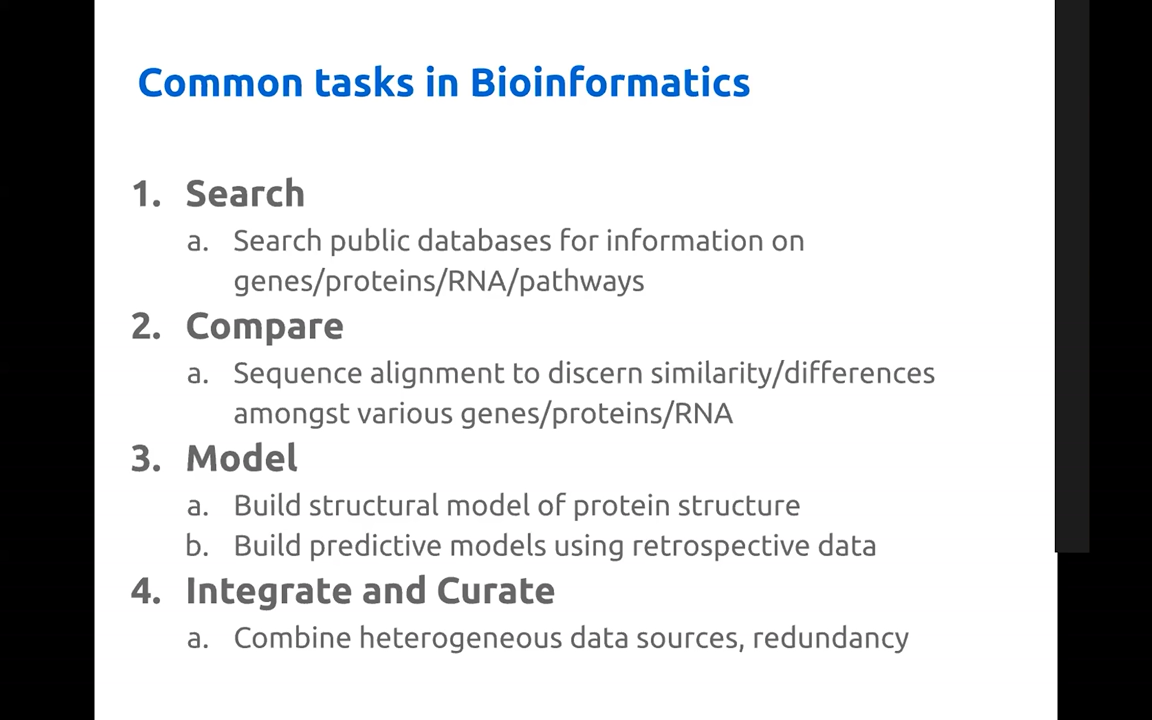 Common tasks in Bioinformatics
1. Search
a. Search public databases for information on
genes/proteins/RNA/pathways
2. Compare
a. Sequence alignment to discern similarity/differences
amongst various genes/proteins/RNA
3. Model
a. Build structural model of protein structure
b. Build predictive models using retrospective data
4. Integrate and Curate
a. Combine heterogeneous data sources, redundancy